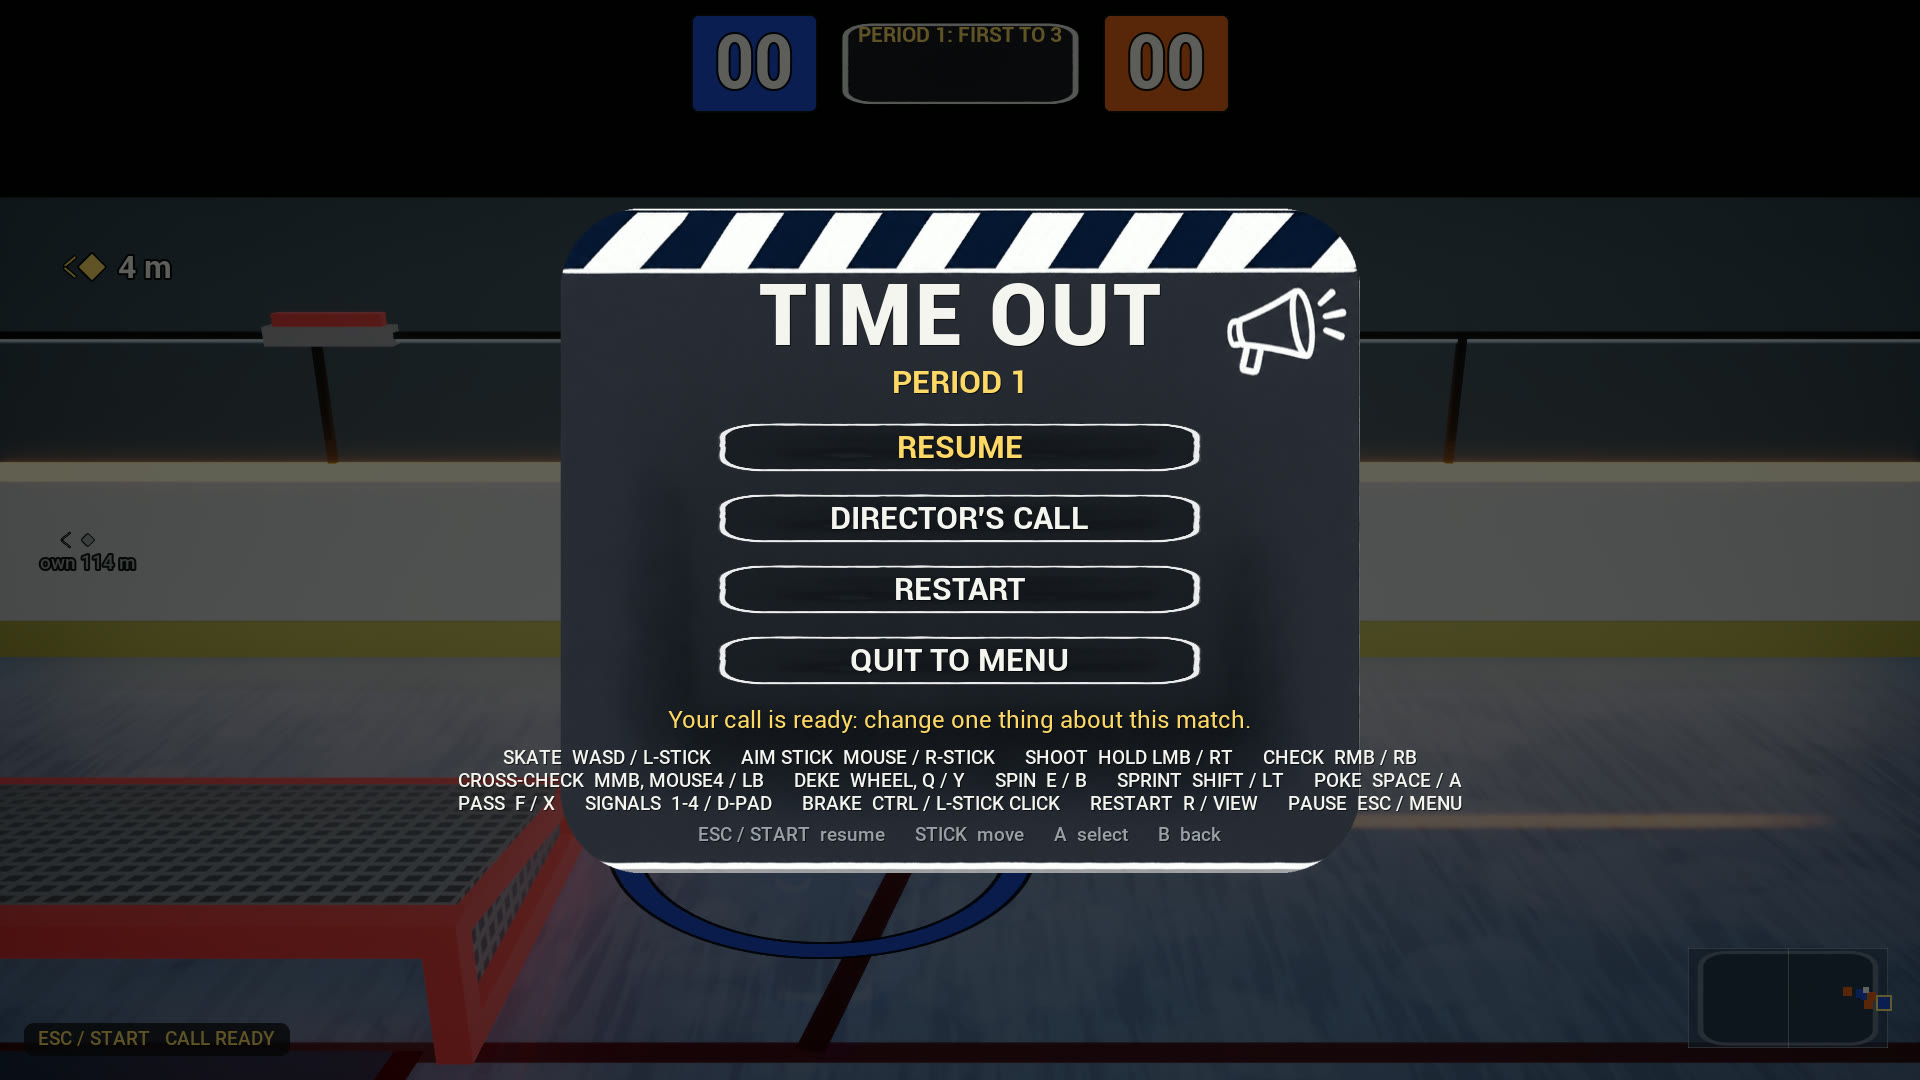 00
PERIOD 1: FIRST TO 3
00
4 m
TIME OUT
PERIOD 1
RESUME
DIRECTOR'S CALL
own 114 m
RESTART
QUIT TO MENU
Your call is ready: change one thing about this match.
SKATE WASD / L-STICK AIM STICK MOUSE / R-STICK SHOOT HOLD LMB / RT CHECK RMB / RB
CROSS-CHECK MMB, MOUSE4 / LB DEKE WHEEL, Q / Y SPIN E / B SPRINT SHIFT / LT POKE SPACE / A
PASS F / X SIGNALS 1-4 / D-PAD BRAKE CTRL / L-STICK CLICK RESTART R / VIEW PAUSE ESC / MENU
ESC / START resume STICK move A select B back
ESC / START CALL READY